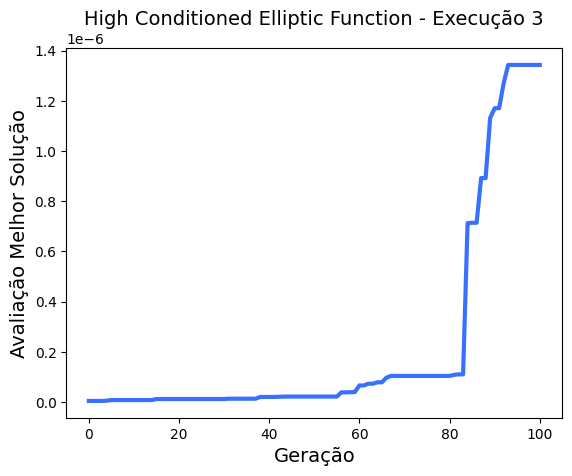 High Conditioned Elliptic Function - Execução 3
1e−6
1.4
1.2
1.0
0.8
0.6
0.4
0.2
0.0
Avaliação Melhor Solução
0 20 40 60 80 100
Geração